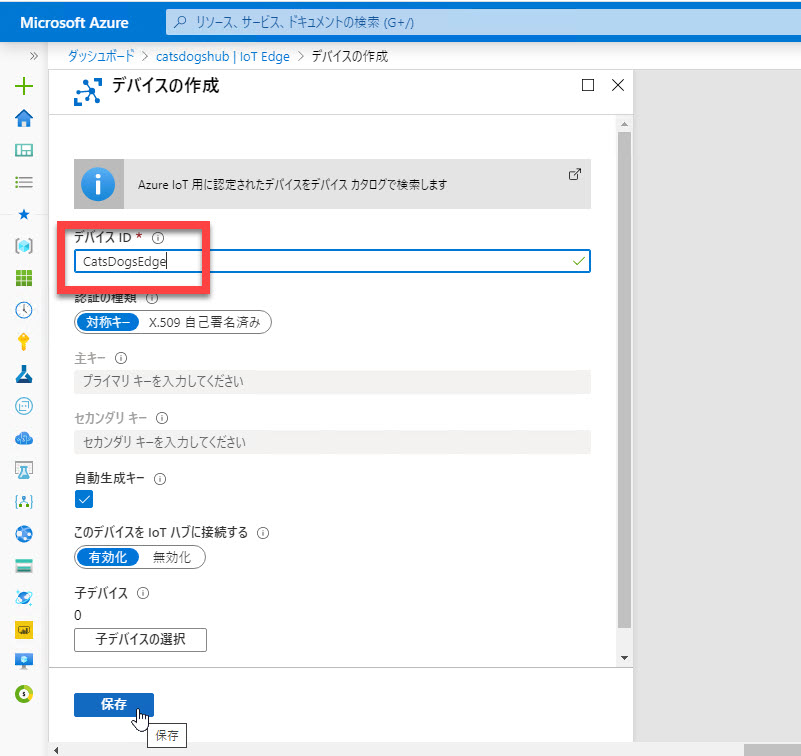 Microsoft Azure
リソース、サービス、ドキュメントの検索 (G+/)
ダッシュボード > catsdogshub | IoT Edge > デバイスの作成
デバイスの作成
Azure IoT 用に認定されたデバイスをデバイス カタログで検索します
デバイス ID *
CatsDogsEdge
認証の種類
対称キー X.509 自己署名済み
主キー
プライマリ キーを入力してください
セカンダリ キー
セカンダリ キーを入力してください
自動生成キー
このデバイスを IoT ハブに接続する
有効化 無効化
子デバイス
0
子デバイスの選択
保存
保存